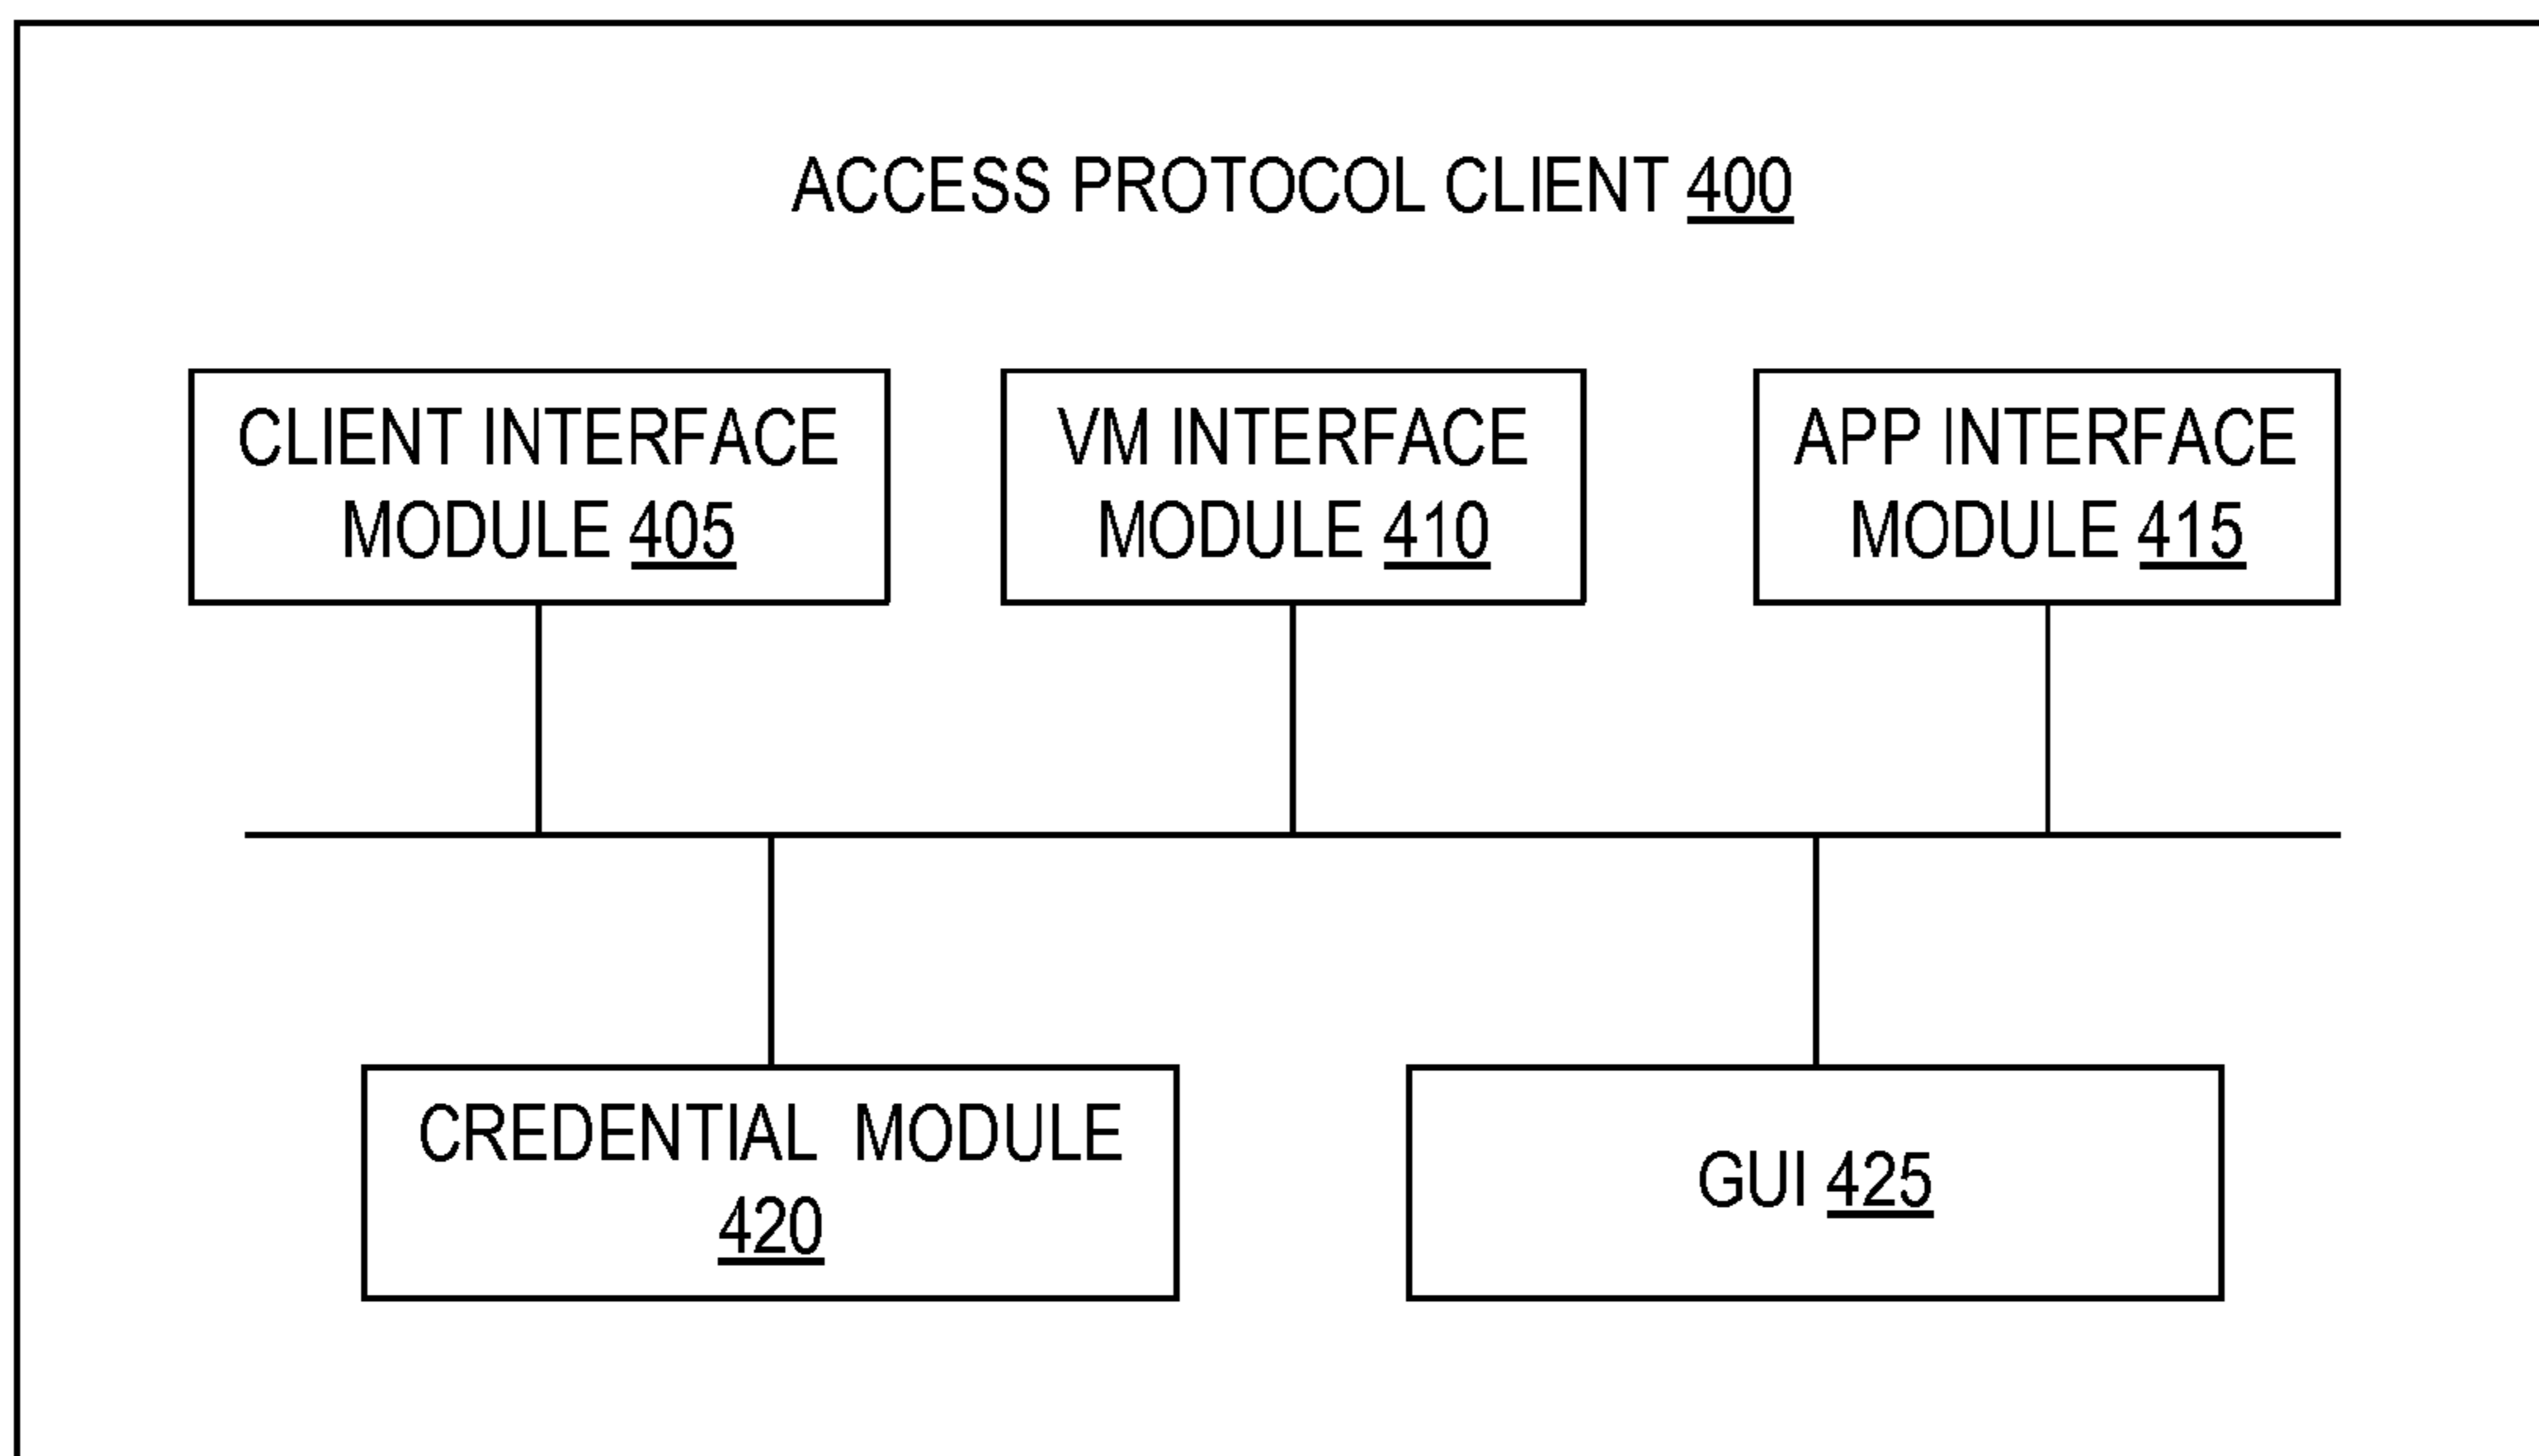 ACCESS PROTOCOL CLIENT 400
CLIENT INTERFACE
MODULE 405
VM INTERFACE
MODULE 410
APP INTERFACE
MODULE 415
CREDENTIAL MODULE
420
GUI 425